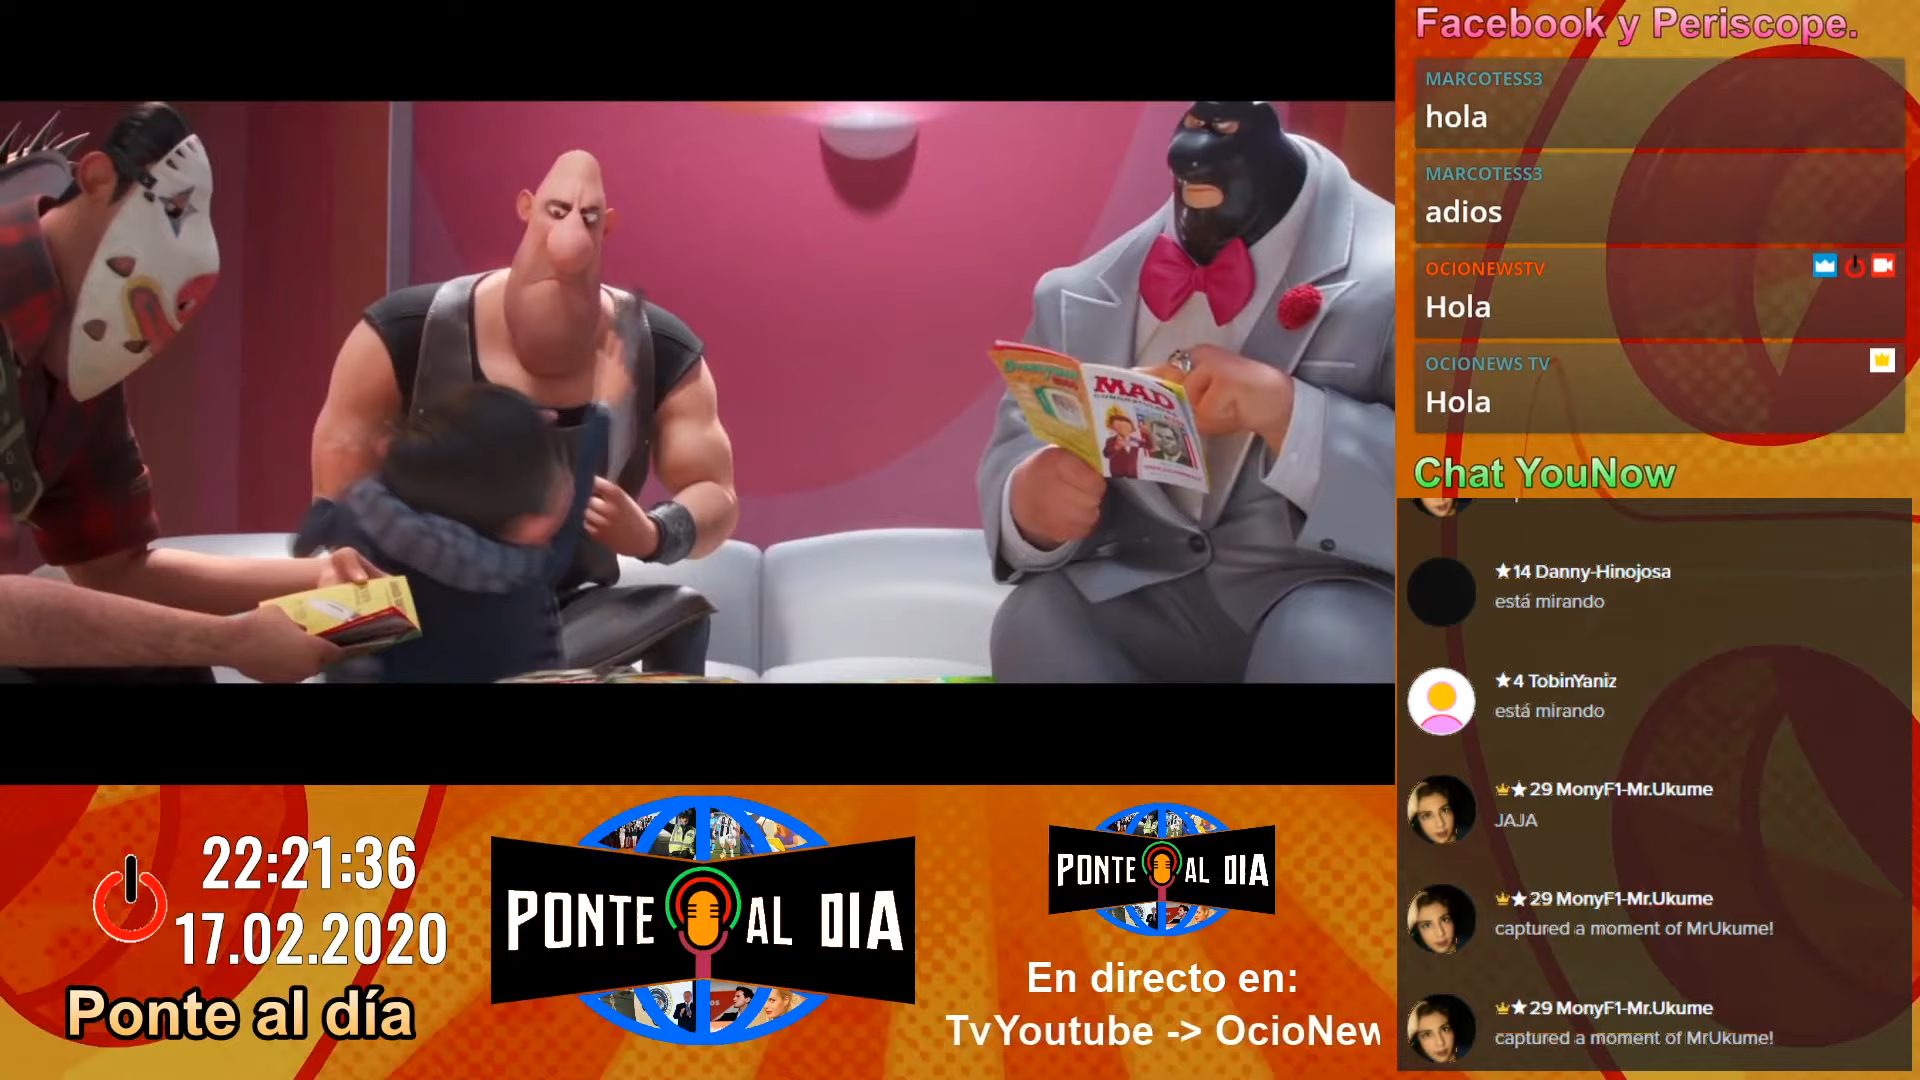 Facebook y Periscope.
MARCOTESS3
hola
MARCOTESS3
adios
OCIONEWSTV
Hola
OCIONEWS TV
Hola
Chat YouNow
★14 Danny-Hinojosa
está mirando
★4 TobinYaniz
está mirando
★29 MonyF1-Mr.Ukume
JAJA
★29 MonyF1-Mr.Ukume
captured a moment of MrUkume!
★29 MonyF1-Mr.Ukume
captured a moment of MrUkume!
MAD
22:21:36
17.02.2020
Ponte al día
PONTE AL DIA
PONTE AL DIA
En directo en:
TvYoutube -> OcioNew